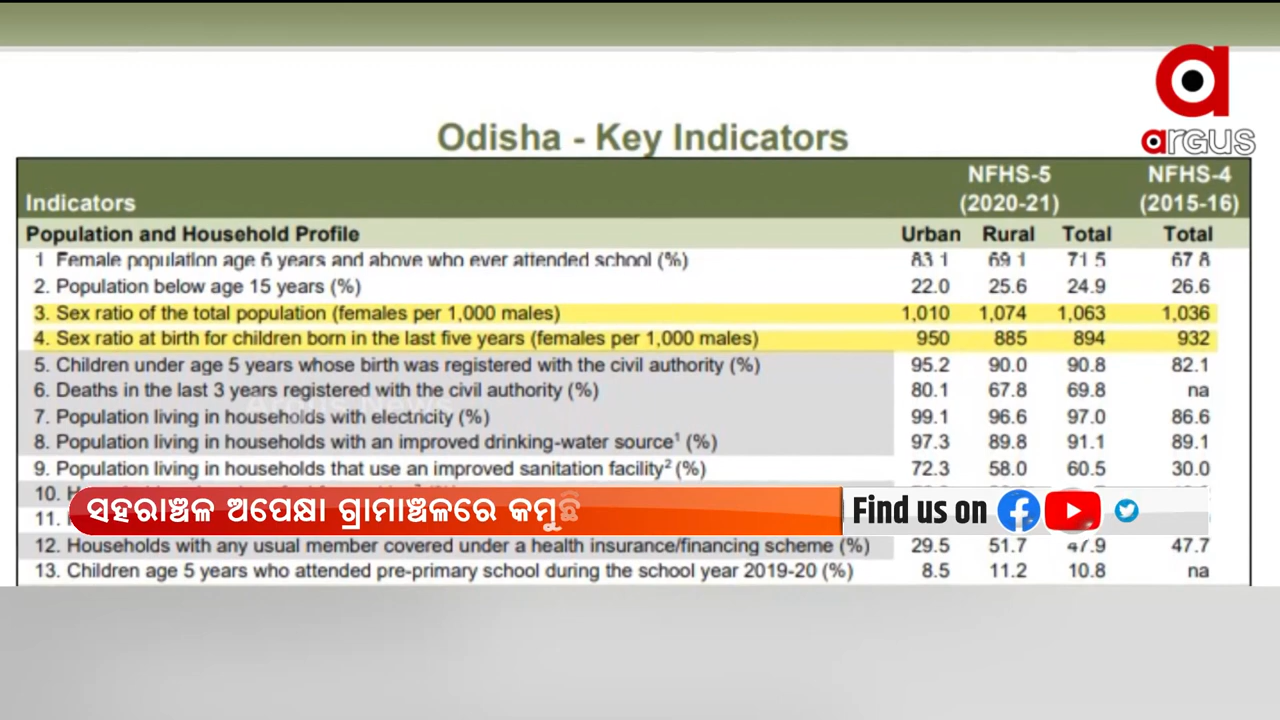 argus
Odisha - Key Indicators
Indicators NFHS-5 (2020-21) NFHS-4 (2015-16)
Population and Household Profile Urban Rural Total Total
1 Female population age 6 years and above who ever attended school (%) 83.1 69.1 71.5 67.8
2. Population below age 15 years (%) 22.0 25.6 24.9 26.6
3. Sex ratio of the total population (females per 1,000 males) 1,010 1,074 1,063 1,036
4. Sex ratio at birth for children born in the last five years (females per 1,000 males) 950 885 894 932
5. Children under age 5 years whose birth was registered with the civil authority (%) 95.2 90.0 90.8 82.1
6. Deaths in the last 3 years registered with the civil authority (%) 80.1 67.8 69.8 na
Argus News
7. Population living in households with electricity (%) 99.1 96.6 97.0 86.6
8. Population living in households with an improved drinking-water source¹ (%) 97.3 89.8 91.1 89.1
9. Population living in households that use an improved sanitation facility² (%) 72.3 58.0 60.5 30.0
10.
ସହରାଞ୍ଚଳ ଅପେକ୍ଷା ଗ୍ରାମାଞ୍ଚଳରେ କମୁଛି Find us on
11.
12. Households with any usual member covered under a health insurance/financing scheme (%) 29.5 51.7 47.9 47.7
13. Children age 5 years who attended pre-primary school during the school year 2019-20 (%) 8.5 11.2 10.8 na